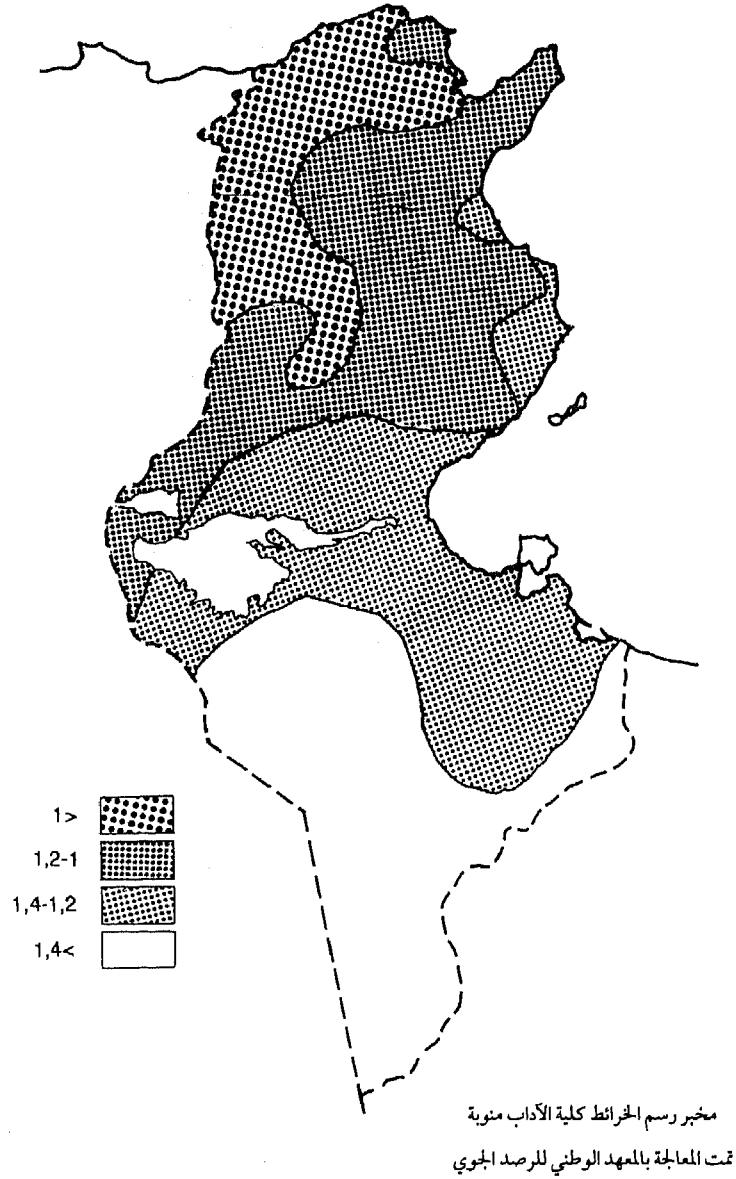 1>
1,2-1
1,4-1,2
1,4<
مخبر رسم الخرائط كلية الآداب منوبة
تمت المعالجة بالمعهد الوطني للرصد الجوي